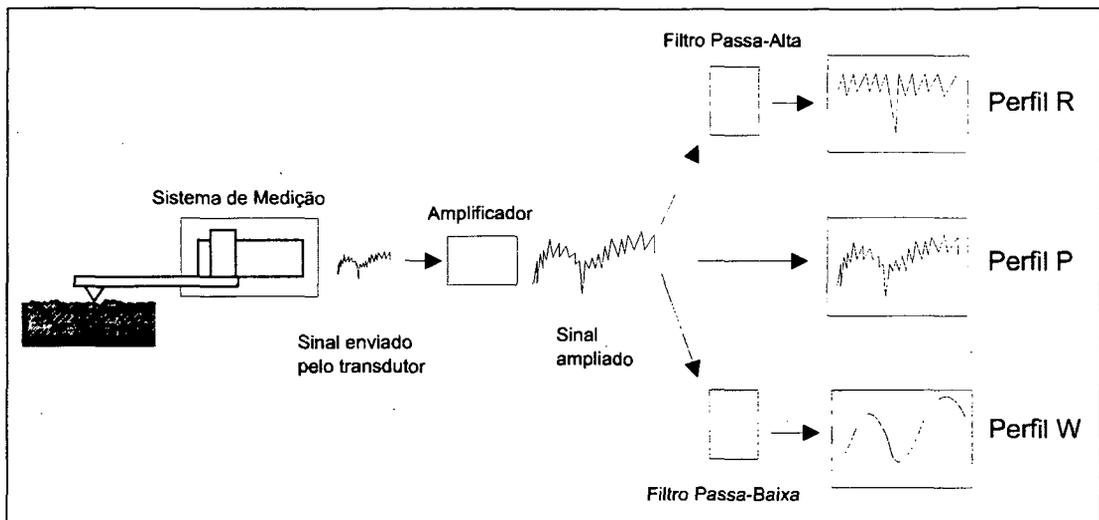 Filtro Passa-Alta
Perfil R
Sistema de Medição
Amplificador
Perfil P
Sinal enviado
pelo transdutor
Sinal
ampliado
Perfil W
Filtro Passa-Baixa